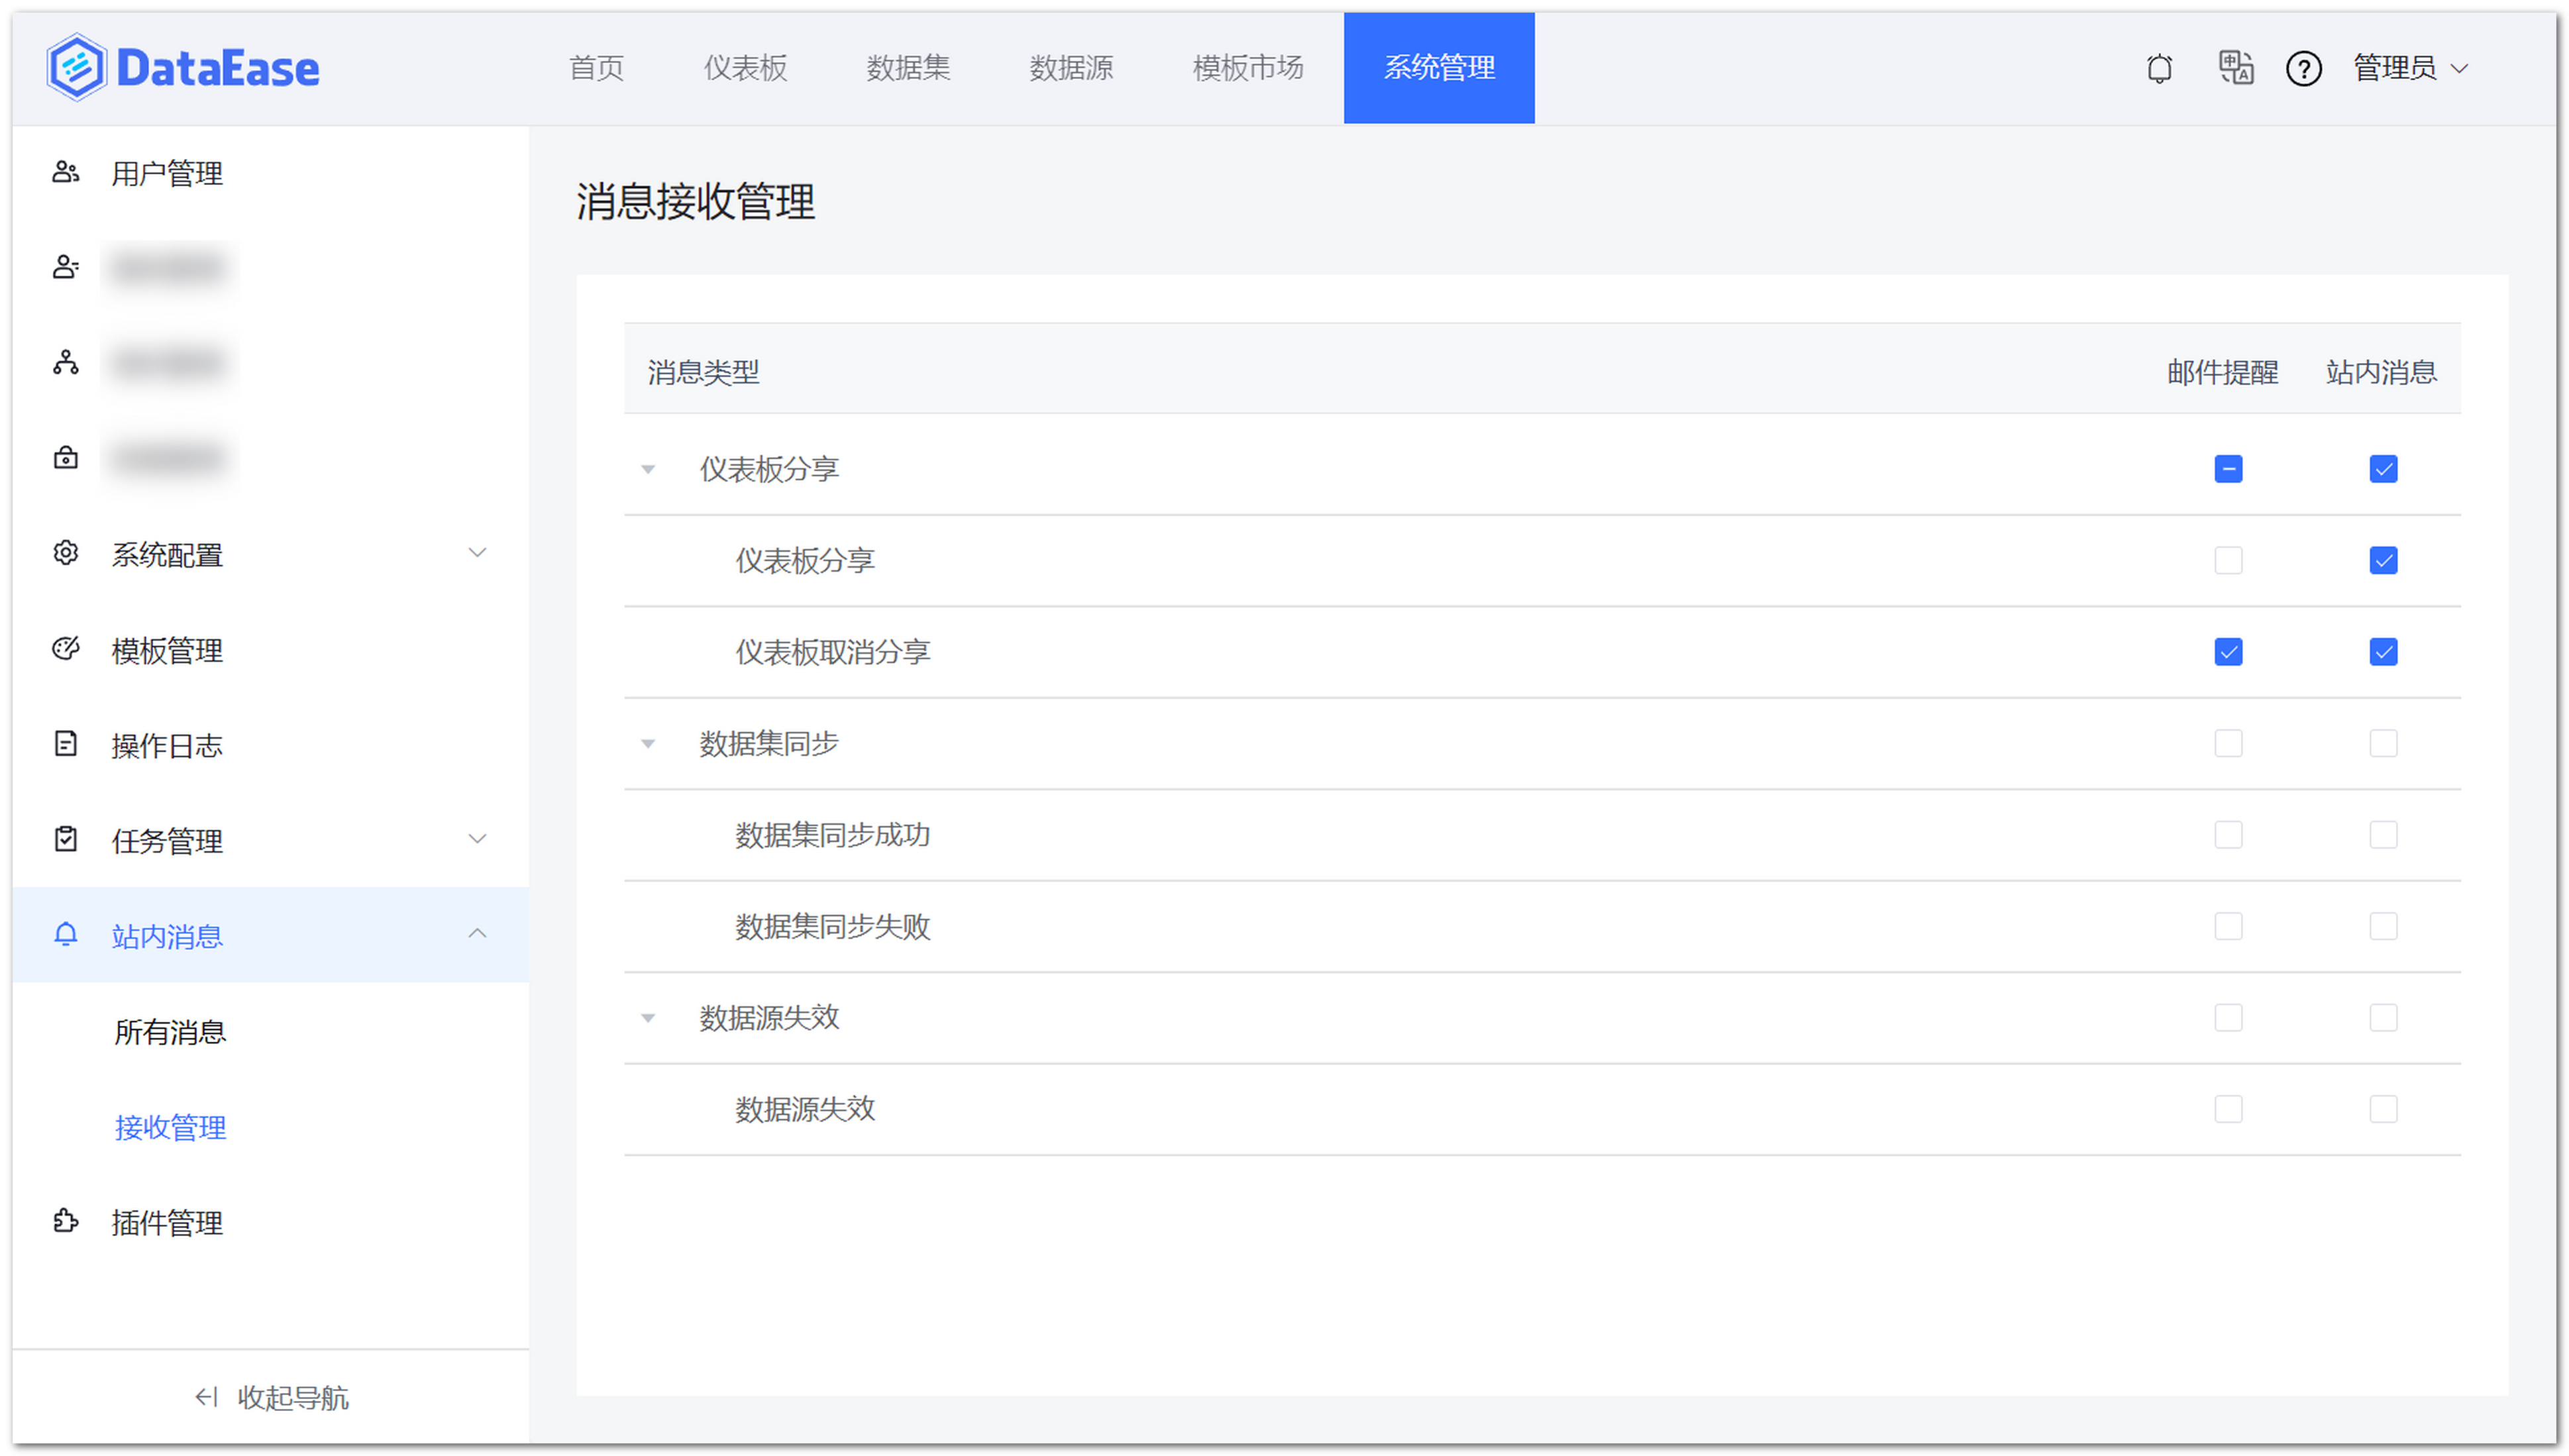 DataEase 首页 仪表板 数据集 数据源 模板市场 系统管理 管理员
用户管理
系统配置
模板管理
操作日志
任务管理
站内消息
所有消息
接收管理
插件管理
收起导航
消息接收管理
消息类型 邮件提醒 站内消息
仪表板分享
仪表板分享
仪表板取消分享
数据集同步
数据集同步成功
数据集同步失败
数据源失效
数据源失效